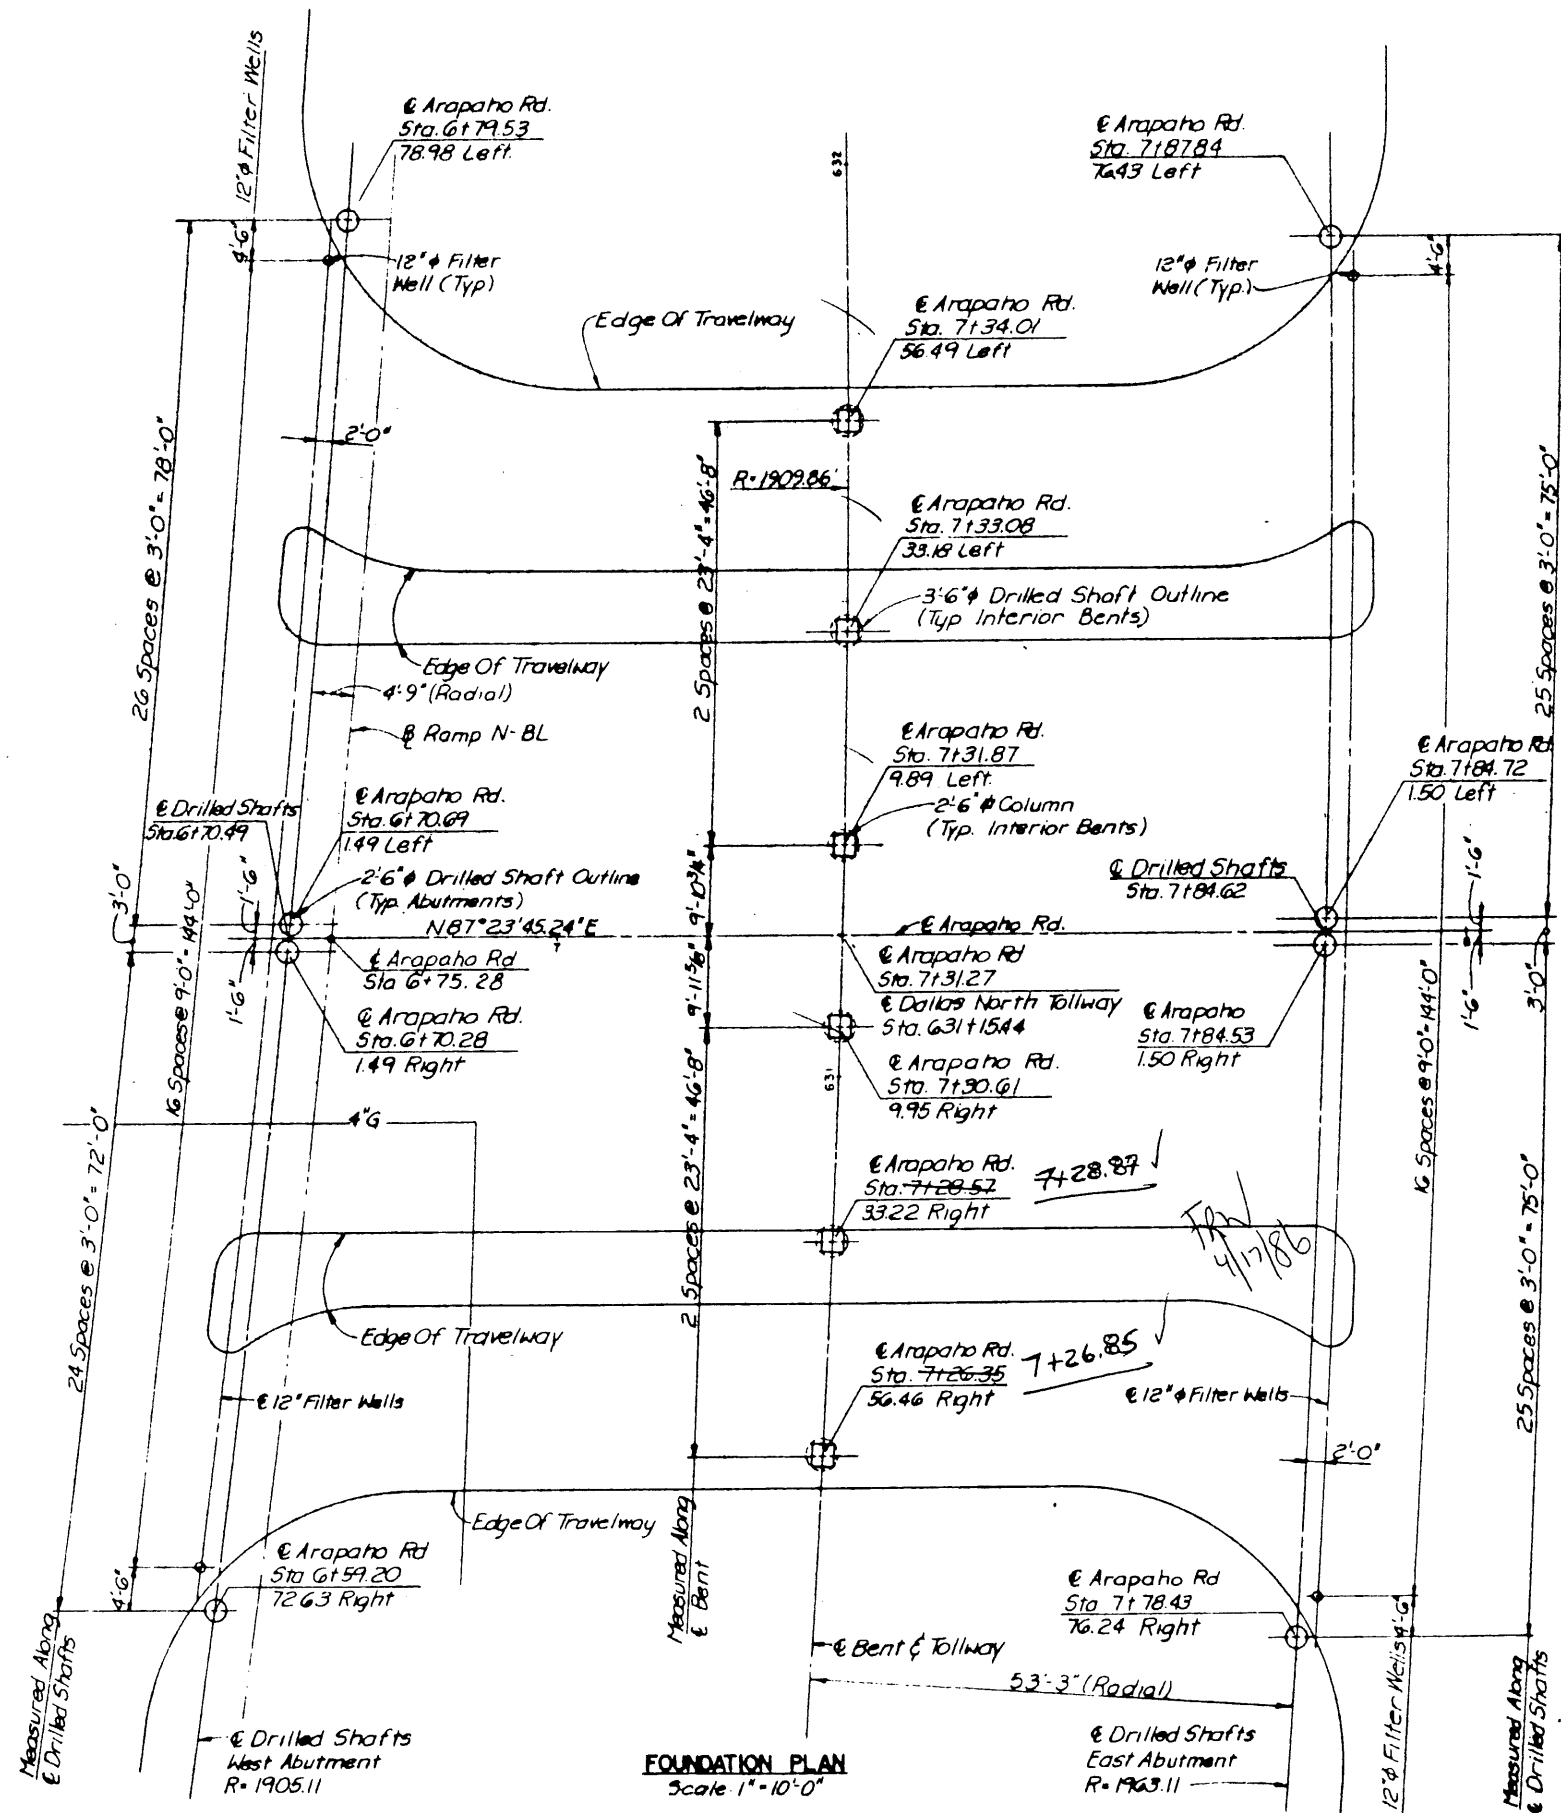 12"φ Filter Wells
℄ Arapaho Rd.
Sta. 6+79.53
78.98 Left
632
℄ Arapaho Rd.
Sta. 7+87.84
76.43 Left
4'-6"
12"φ Filter
Well (Typ)
12"φ Filter
Well (Typ.)
4'-6"
Edge Of Travelway
℄ Arapaho Rd.
Sta. 7+34.01
56.49 Left
2'-0"
26 Spaces @ 3'-0" = 78'-0"
2 Spaces @ 23'-4" = 46'-8"
R=1909.86'
℄ Arapaho Rd.
Sta. 7+33.08
33.18 Left
25 Spaces @ 3'-0" = 75'-0"
3'-6"φ Drilled Shaft Outline
(Typ Interior Bents)
Edge Of Travelway
4'-9" (Radial)
Ramp N-BL
℄ Arapaho Rd.
Sta. 7+31.87
9.89 Left
2'-6"φ Column
(Typ. Interior Bents)
℄ Arapaho Rd.
Sta. 7+84.72
1.50 Left
℄ Drilled Shafts
Sta. 6+70.49
℄ Arapaho Rd.
Sta. 6+70.69
1.49 Left
2'-6"φ Drilled Shaft Outline
(Typ. Abutments)
3'-0"
1'-6"
9'-10¾"
℄ Drilled Shafts
Sta. 7+84.62
1'-6"
N87°23'45.24"E
7
℄ Arapaho Rd.
℄ Arapaho Rd
Sta 6+75.28
1'-6"
9'-11⁵⁄₁₆"
℄ Arapaho Rd
Sta. 7+31.27
℄ Dallas North Tollway
Sta. 631+15.44
1'-6"
3'-0"
℄ Arapaho Rd.
Sta. 6+70.28
1.49 Right
℄ Arapaho
Sta. 7+84.53
1.50 Right
16 Spaces @ 9'-0" = 144'-0"
16 Spaces @ 9'-0" = 144'-0"
631
℄ Arapaho Rd.
Sta. 7+30.61
9.95 Right
4"G
24 Spaces @ 3'-0" = 72'-0"
2 Spaces @ 23'-4" = 46'-8"
25 Spaces @ 3'-0" = 75'-0"
℄ Arapaho Rd.
Sta. 7+28.57
33.22 Right
7+28.87 ✓
FRW
4/17/86
Edge Of Travelway
℄ Arapaho Rd.
Sta. 7+26.35
56.46 Right
7+26.85 ✓
℄ 12" Filter Wells
℄ 12"φ Filter Wells
2'-0"
Edge Of Travelway
4'-6"
℄ Arapaho Rd
Sta 6+59.20
72.63 Right
Measured Along
℄ Bent
℄ Arapaho Rd
Sta 7+78.43
76.24 Right
4'-6"
℄ Bent & Tollway
53'-3" (Radial)
Measured Along
℄ Drilled Shafts
℄ Drilled Shafts
West Abutment
R=1905.11
℄ Drilled Shafts
East Abutment
R=1963.11
12"φ Filter Wells
Measured Along
℄ Drilled Shafts
FOUNDATION PLAN
Scale 1"=10'-0"